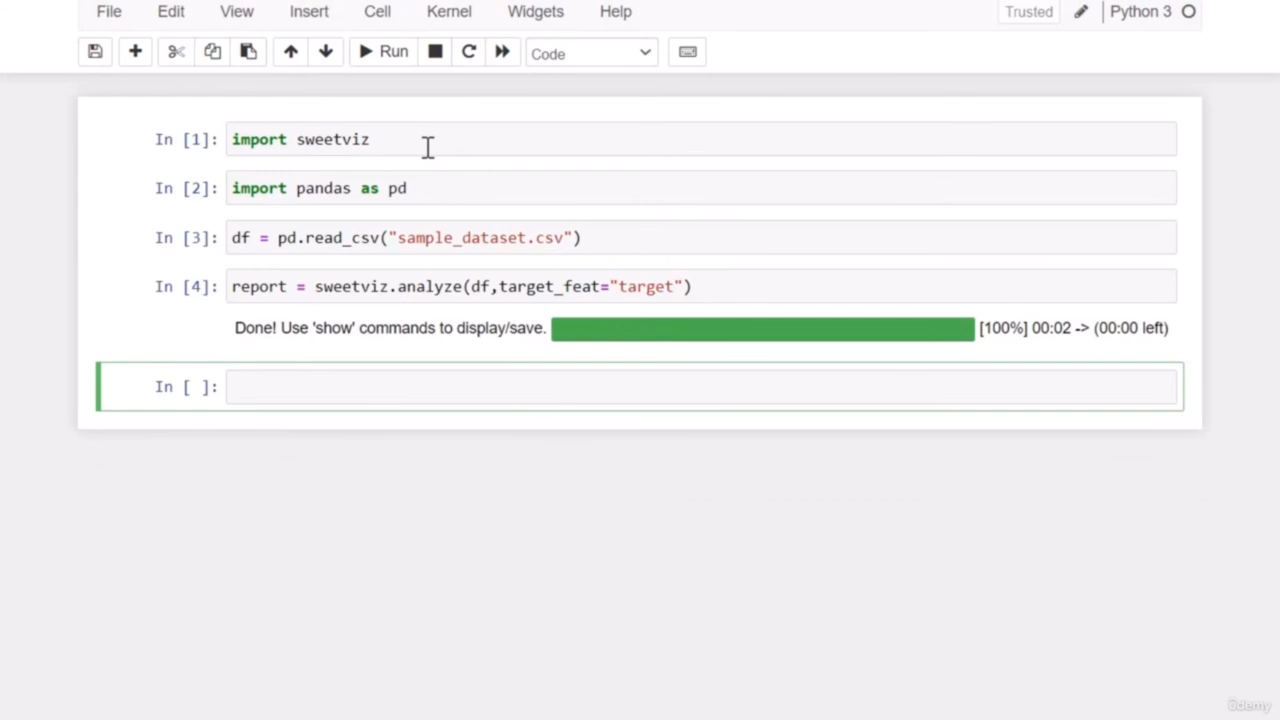 File Edit View Insert Cell Kernel Widgets Help Trusted Python 3
Run Code
In [1]: import sweetviz
In [2]: import pandas as pd
In [3]: df = pd.read_csv("sample_dataset.csv")
In [4]: report = sweetviz.analyze(df,target_feat="target")
Done! Use 'show' commands to display/save. [100%] 00:02 -> (00:00 left)
In [ ]:
ûdemy